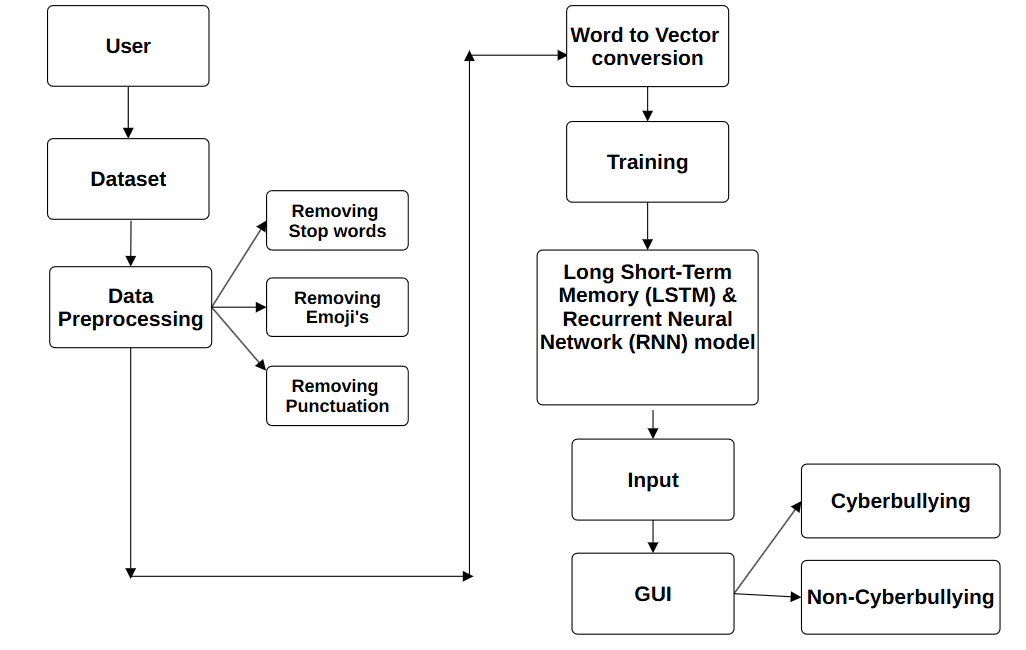 User
Dataset
Data
Preprocessing
Removing
Stop words
Removing
Emoji's
Removing
Punctuation
Word to Vector
conversion
Training
Long Short-Term
Memory (LSTM) &
Recurrent Neural
Network (RNN) model
Input
GUI
Cyberbullying
Non-Cyberbullying